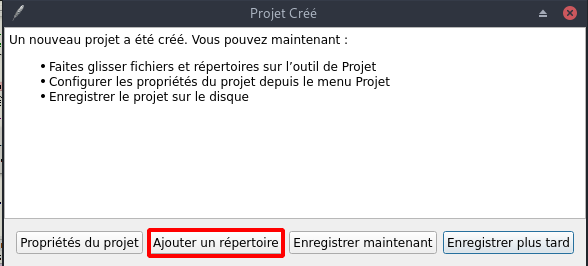 Projet Créé
Un nouveau projet a été créé. Vous pouvez maintenant :
• Faites glisser fichiers et répertoires sur l’outil de Projet
• Configurer les propriétés du projet depuis le menu Projet
• Enregistrer le projet sur le disque
Propriétés du projet Ajouter un répertoire Enregistrer maintenant Enregistrer plus tard